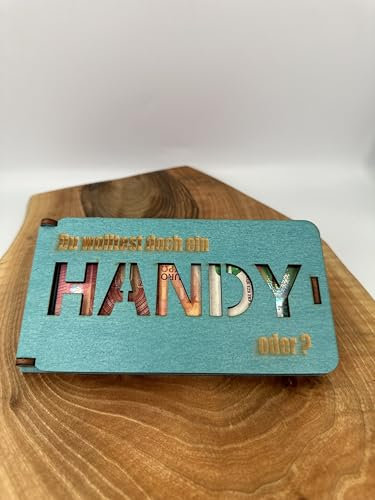 Du wolltest doch ein
HANDY
oder?